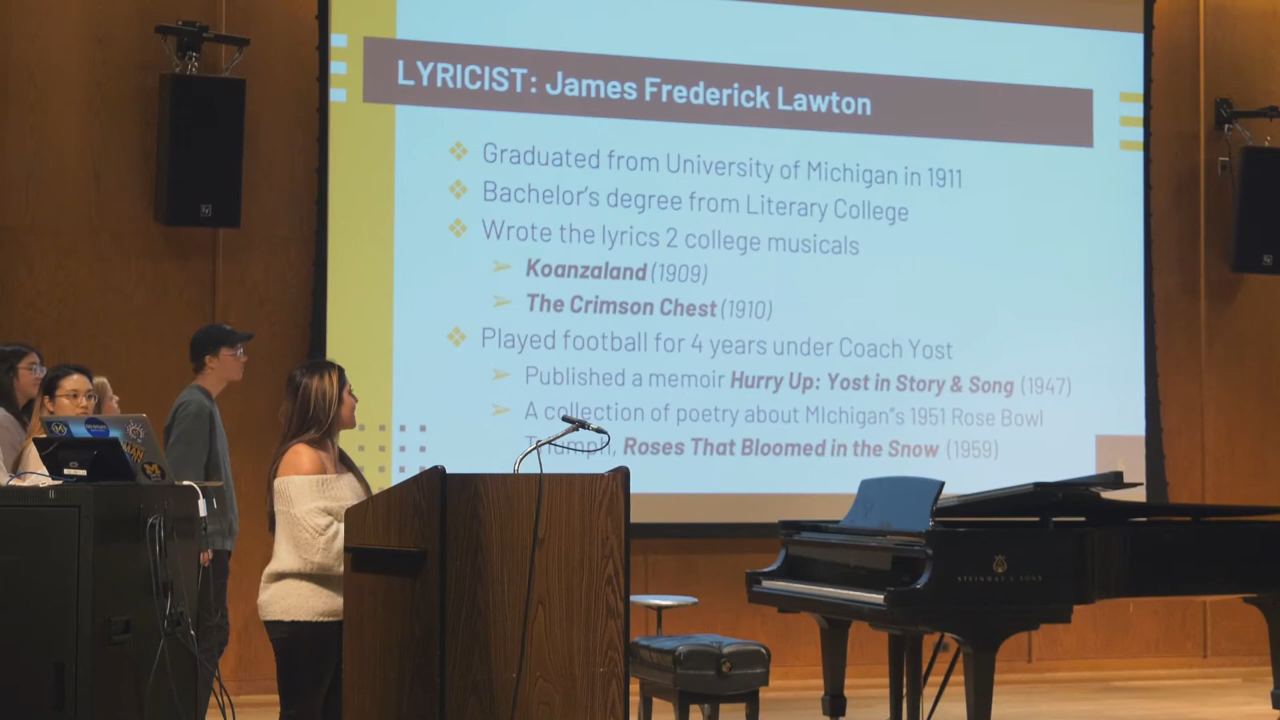 LYRICIST: James Frederick Lawton
Graduated from University of Michigan in 1911
Bachelor's degree from Literary College
Wrote the lyrics 2 college musicals
Koanzaland (1909)
The Crimson Chest (1910)
Played football for 4 years under Coach Yost
Published a memoir Hurry Up: Yost in Story & Song (1947)
A collection of poetry about MIchigan"s 1951 Rose Bowl
Triumph, Roses That Bloomed in the Snow (1959)
STEINWAY & SONS